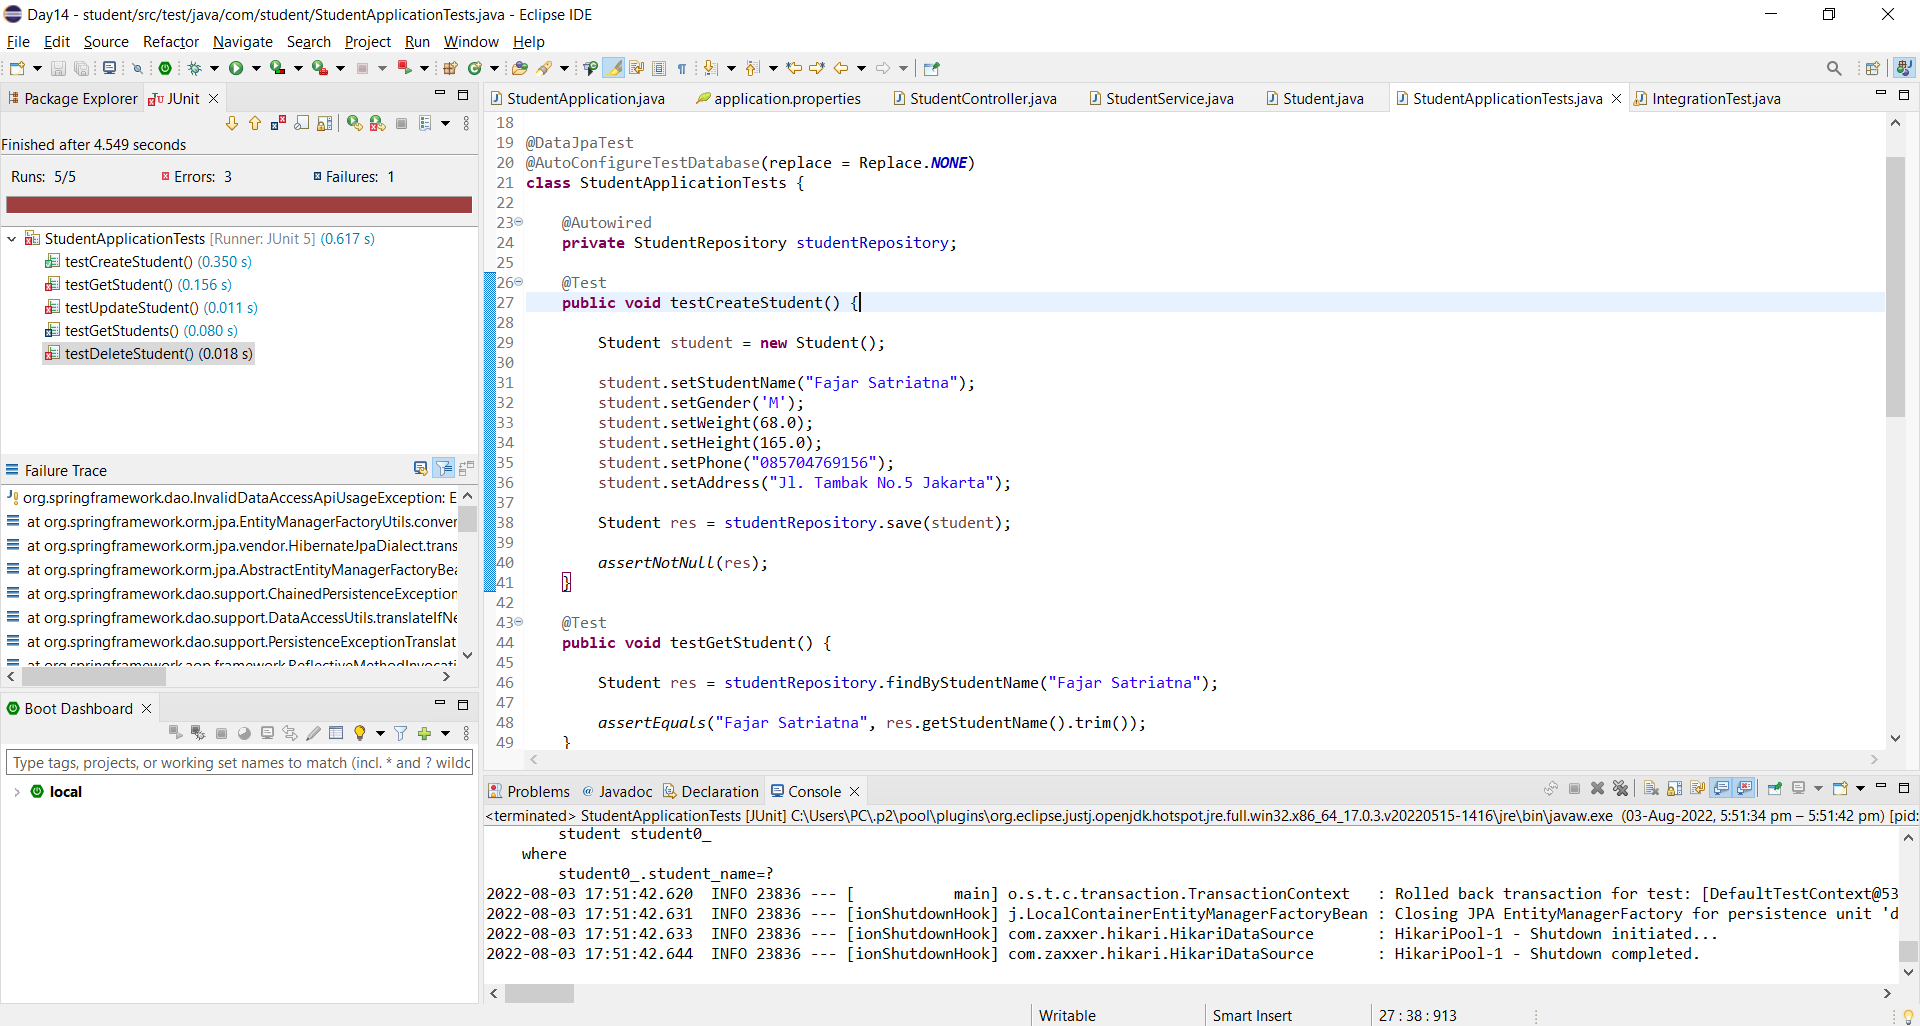 Day14 - student/src/test/java/com/student/StudentApplicationTests.java - Eclipse IDE
File Edit Source Refactor Navigate Search Project Run Window Help
Package Explorer JUnit
Finished after 4.549 seconds
Runs: 5/5 Errors: 3 Failures: 1
StudentApplicationTests [Runner: JUnit 5] (0.617 s)
testCreateStudent() (0.350 s)
testGetStudent() (0.156 s)
testUpdateStudent() (0.011 s)
testGetStudents() (0.080 s)
testDeleteStudent() (0.018 s)
Failure Trace
org.springframework.dao.InvalidDataAccessApiUsageException: E
at org.springframework.orm.jpa.EntityManagerFactoryUtils.conver
at org.springframework.orm.jpa.vendor.HibernateJpaDialect.trans
at org.springframework.orm.jpa.AbstractEntityManagerFactoryBea
at org.springframework.dao.support.ChainedPersistenceException
at org.springframework.dao.support.DataAccessUtils.translateIfNe
at org.springframework.dao.support.PersistenceExceptionTranslat
at org.springframework.aop.framework.ReflectiveMethodInvocati
Boot Dashboard
Type tags, projects, or working set names to match (incl. * and ? wildc
local
StudentApplication.java application.properties StudentController.java StudentService.java Student.java StudentApplicationTests.java IntegrationTest.java
18
19 @DataJpaTest
20 @AutoConfigureTestDatabase(replace = Replace.NONE)
21 class StudentApplicationTests {
22
23 @Autowired
24 private StudentRepository studentRepository;
25
26 @Test
27 public void testCreateStudent() {
28
29 Student student = new Student();
30
31 student.setStudentName("Fajar Satriatna");
32 student.setGender('M');
33 student.setWeight(68.0);
34 student.setHeight(165.0);
35 student.setPhone("085704769156");
36 student.setAddress("Jl. Tambak No.5 Jakarta");
37
38 Student res = studentRepository.save(student);
39
40 assertNotNull(res);
41 }
42
43 @Test
44 public void testGetStudent() {
45
46 Student res = studentRepository.findByStudentName("Fajar Satriatna");
47
48 assertEquals("Fajar Satriatna", res.getStudentName().trim());
49 }
Problems Javadoc Declaration Console
<terminated> StudentApplicationTests [JUnit] C:\Users\PC\.p2\pool\plugins\org.eclipse.justj.openjdk.hotspot.jre.full.win32.x86_64_17.0.3.v20220515-1416\jre\bin\javaw.exe (03-Aug-2022, 5:51:34 pm – 5:51:42 pm) [pid:
student student0_
where
student0_.student_name=?
2022-08-03 17:51:42.620 INFO 23836 --- [ main] o.s.t.c.transaction.TransactionContext : Rolled back transaction for test: [DefaultTestContext@53
2022-08-03 17:51:42.631 INFO 23836 --- [ionShutdownHook] j.LocalContainerEntityManagerFactoryBean : Closing JPA EntityManagerFactory for persistence unit 'd
2022-08-03 17:51:42.633 INFO 23836 --- [ionShutdownHook] com.zaxxer.hikari.HikariDataSource : HikariPool-1 - Shutdown initiated...
2022-08-03 17:51:42.644 INFO 23836 --- [ionShutdownHook] com.zaxxer.hikari.HikariDataSource : HikariPool-1 - Shutdown completed.
Writable Smart Insert 27 : 38 : 913